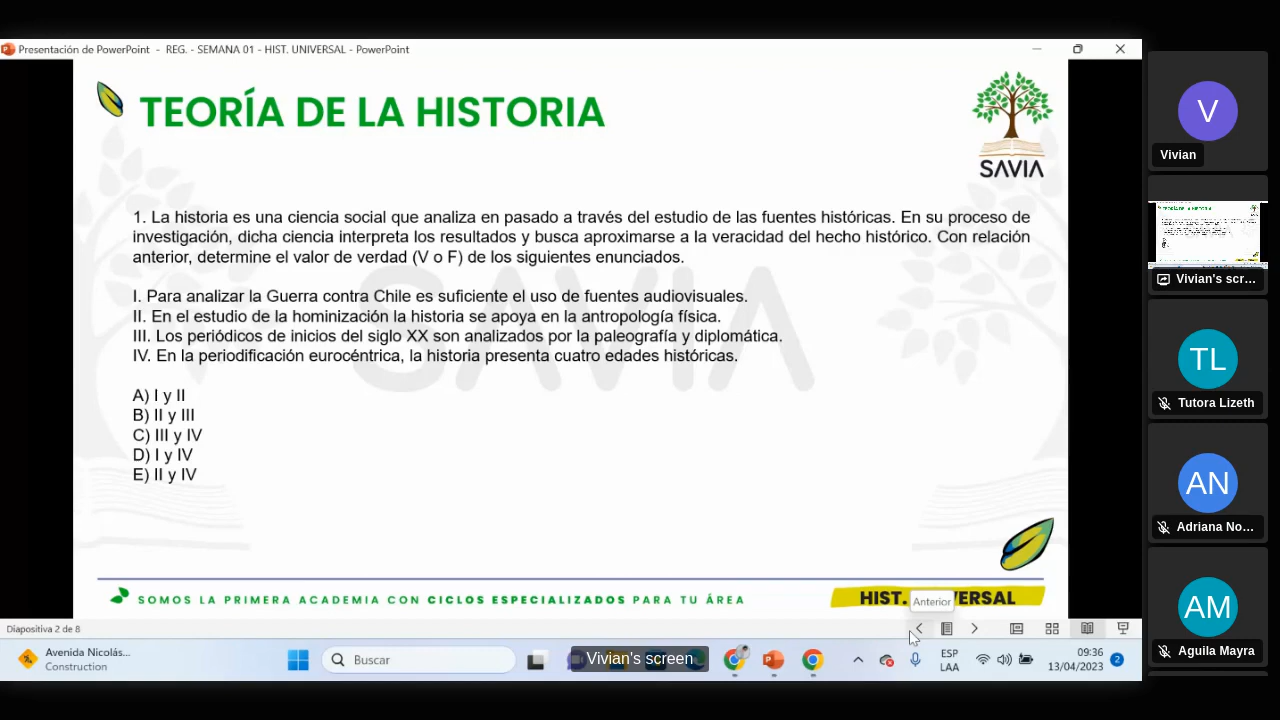 Presentación de PowerPoint - REG. - SEMANA 01 - HIST. UNIVERSAL - PowerPoint
TEORÍA DE LA HISTORIA
SAVIA
1. La historia es una ciencia social que analiza en pasado a través del estudio de las fuentes históricas. En su proceso de
investigación, dicha ciencia interpreta los resultados y busca aproximarse a la veracidad del hecho histórico. Con relación
anterior, determine el valor de verdad (V o F) de los siguientes enunciados.
I. Para analizar la Guerra contra Chile es suficiente el uso de fuentes audiovisuales.
II. En el estudio de la hominización la historia se apoya en la antropología física.
III. Los periódicos de inicios del siglo XX son analizados por la paleografía y diplomática.
IV. En la periodificación eurocéntrica, la historia presenta cuatro edades históricas.
SAVIA
A) I y II
B) II y III
C) III y IV
D) I y IV
E) II y IV
SOMOS LA PRIMERA ACADEMIA CON CICLOS ESPECIALIZADOS PARA TU ÁREA
HIST. VERSAL
Anterior
Diapositiva 2 de 8
Avenida Nicolás...
Construction
Buscar
Vivian's screen
ESP
LAA
09:36
13/04/2023
2
V
Vivian
Vivian's scr...
TL
Tutora Lizeth
AN
Adriana No...
AM
Aguila Mayra